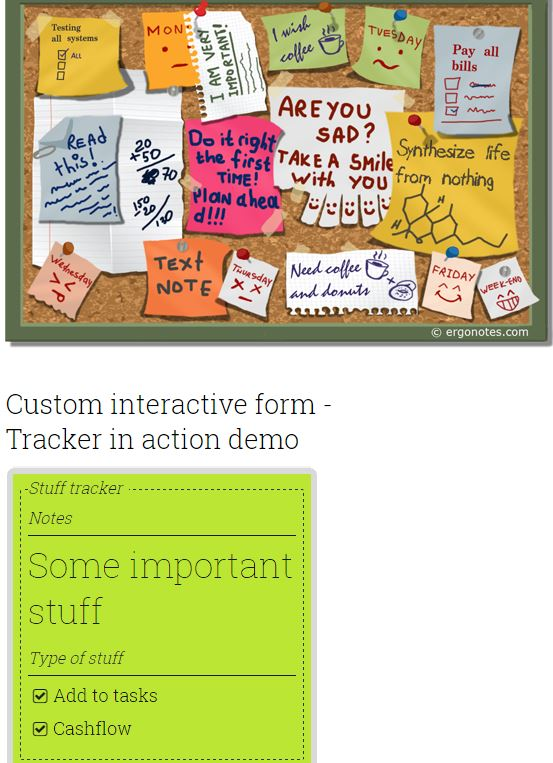 Testing
all systems
ALL
MON
I AM VERY
IMPORTANT!
I wish
coffee
TUESDAY
Pay all
bills
Read
this!
20
+50
70
150
20
Do it right
the first
TIME!
Plan ahea
d!!!
ARE YOU
SAD?
TAKE A SMILE
with YOU
Synthesize life
from nothing
H
H
Wednesday
TEXT
NOTE
THURSDAY
Need coffee
and donuts
FRIDAY
WEEK-END
© ergonotes.com
Custom interactive form -
Tracker in action demo
Stuff tracker
Notes
Some important
stuff
Type of stuff
Add to tasks
Cashflow